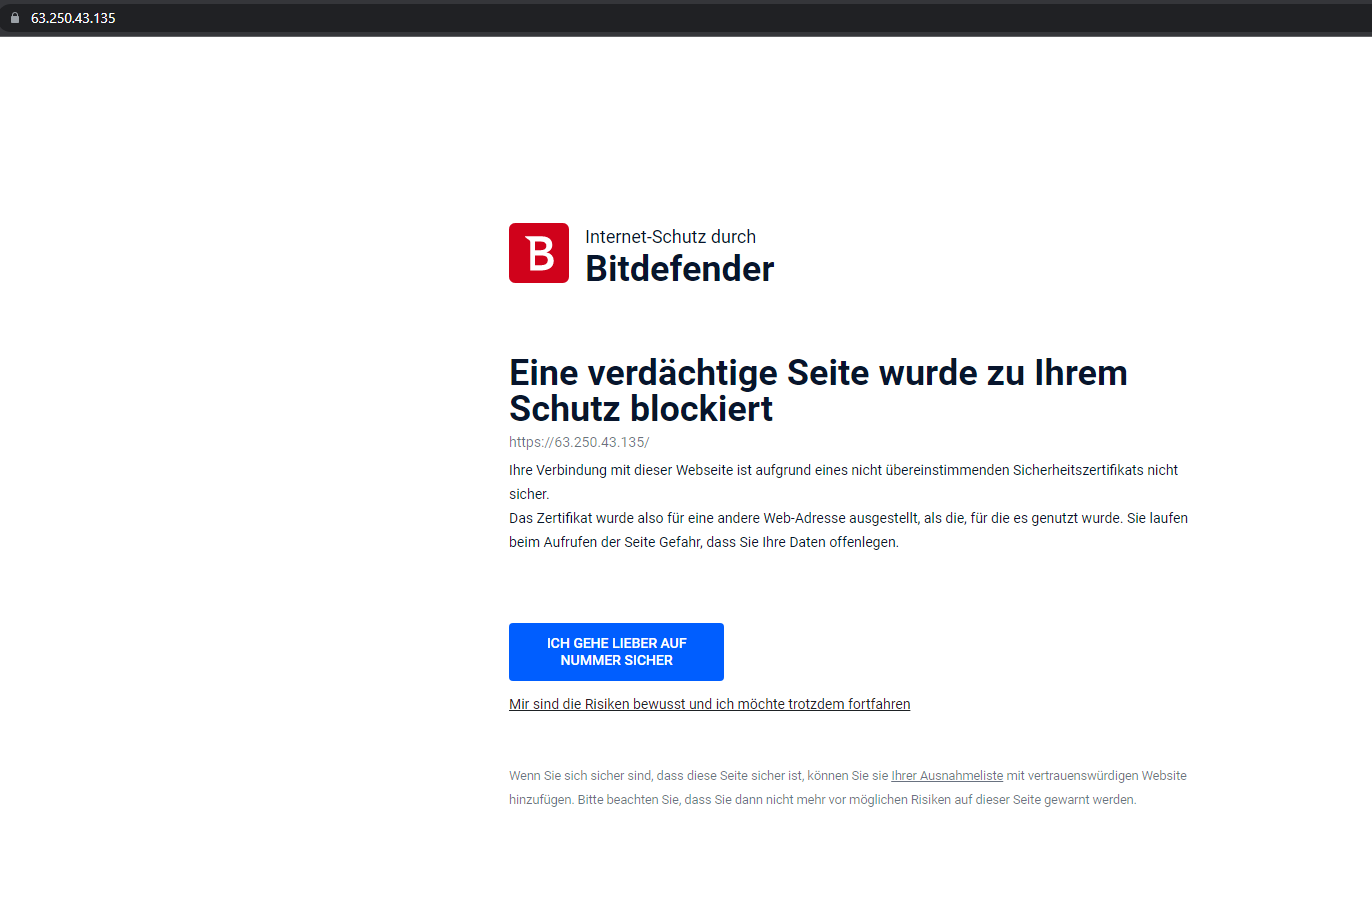 63.250.43.135
B
Internet-Schutz durch
Bitdefender
Eine verdächtige Seite wurde zu Ihrem
Schutz blockiert
https://63.250.43.135/
Ihre Verbindung mit dieser Webseite ist aufgrund eines nicht übereinstimmenden Sicherheitszertifikats nicht
sicher.
Das Zertifikat wurde also für eine andere Web-Adresse ausgestellt, als die, für die es genutzt wurde. Sie laufen
beim Aufrufen der Seite Gefahr, dass Sie Ihre Daten offenlegen.
ICH GEHE LIEBER AUF
NUMMER SICHER
Mir sind die Risiken bewusst und ich möchte trotzdem fortfahren
Wenn Sie sich sicher sind, dass diese Seite sicher ist, können Sie sie Ihrer Ausnahmeliste mit vertrauenswürdigen Website
hinzufügen. Bitte beachten Sie, dass Sie dann nicht mehr vor möglichen Risiken auf dieser Seite gewarnt werden.